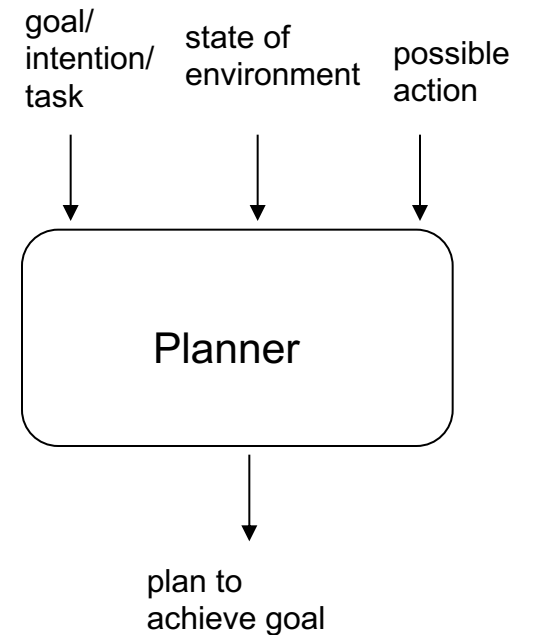 goal/
intention/
task
state of
environment
possible
action
Planner
plan to
achieve goal